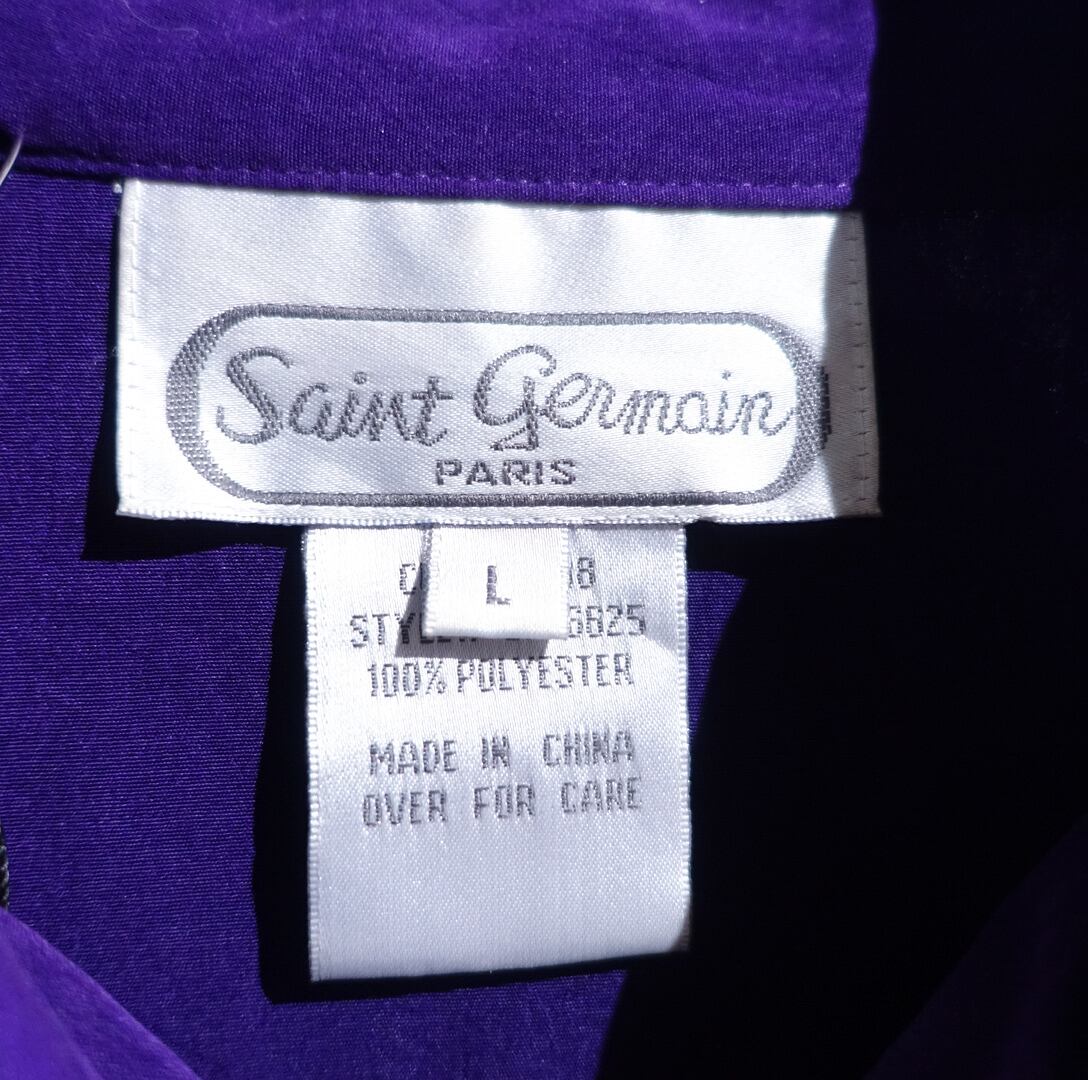 Saint Germain
PARIS
L
100% POLYESTER
MADE IN CHINA
OVER FOR CARE